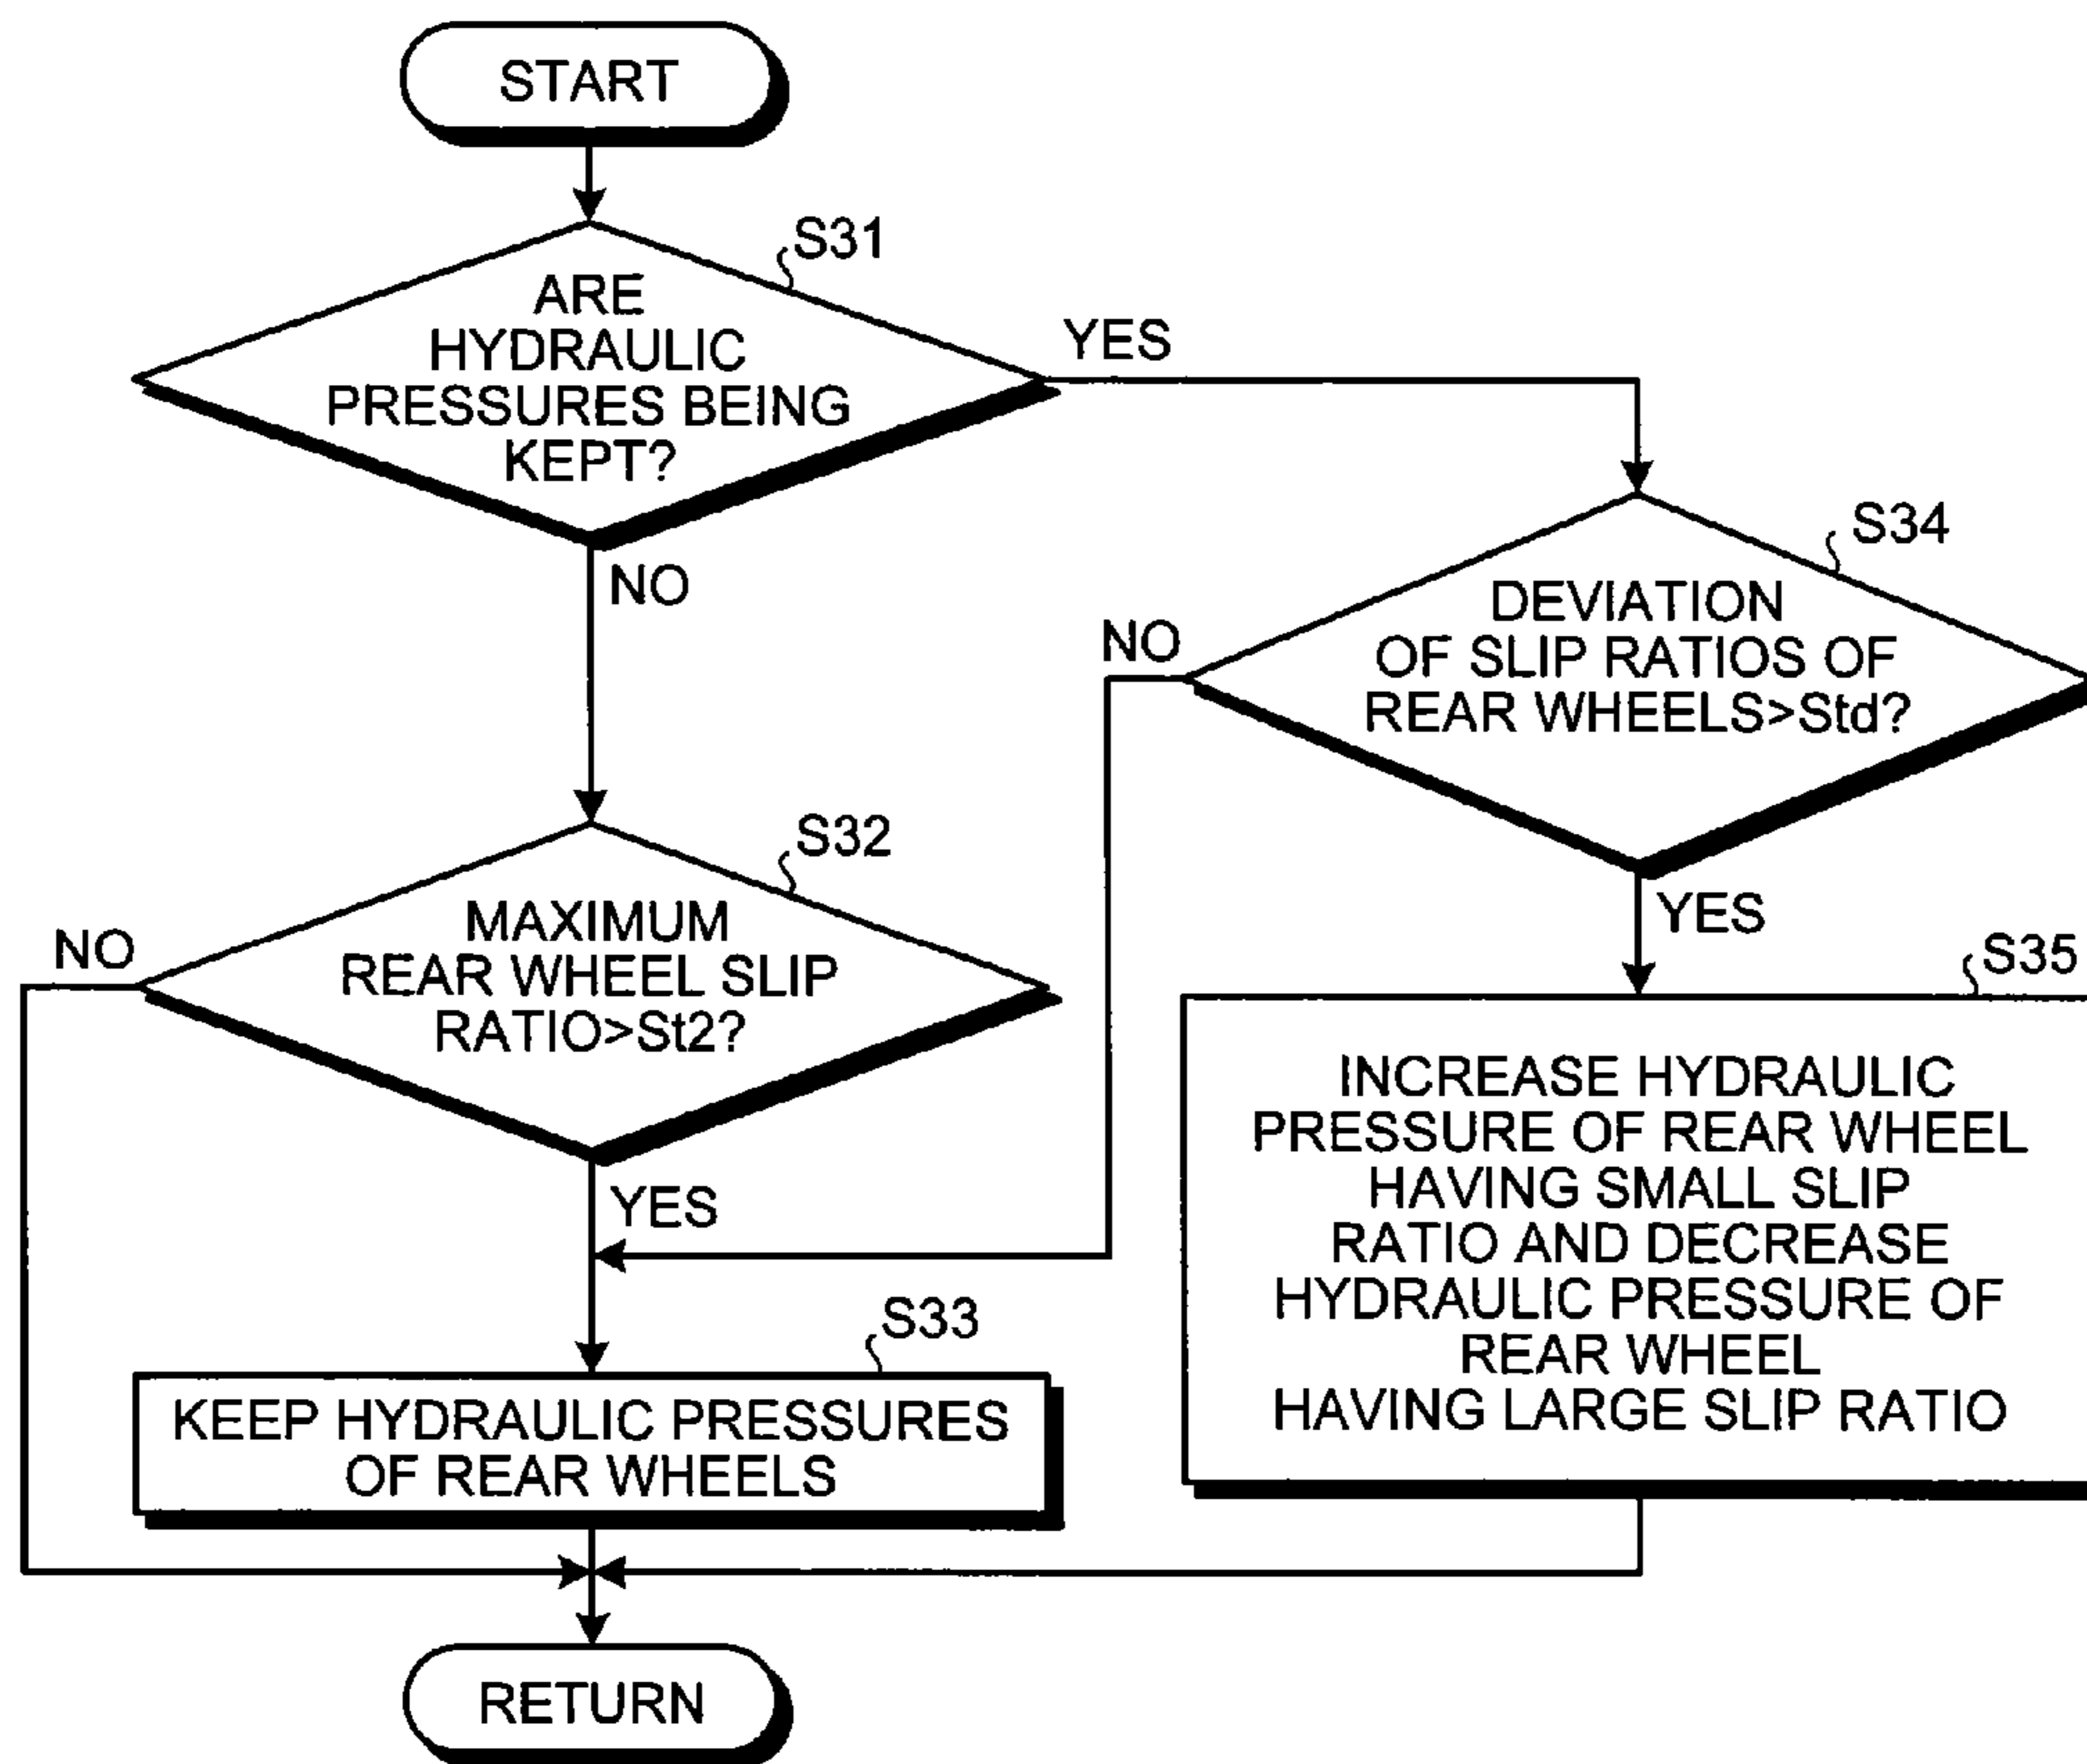 START
S31
ARE
HYDRAULIC
PRESSURES BEING
KEPT?
YES
NO
S34
DEVIATION
OF SLIP RATIOS OF
REAR WHEELS>Std?
NO
YES
S32
MAXIMUM
REAR WHEEL SLIP
RATIO>St2?
NO
YES
S35
INCREASE HYDRAULIC
PRESSURE OF REAR WHEEL
HAVING SMALL SLIP
RATIO AND DECREASE
HYDRAULIC PRESSURE OF
REAR WHEEL
HAVING LARGE SLIP RATIO
S33
KEEP HYDRAULIC PRESSURES
OF REAR WHEELS
RETURN